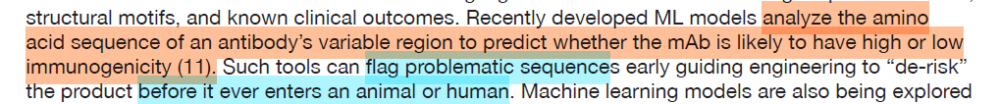 structural motifs, and known clinical outcomes. Recently developed ML models analyze the amino
acid sequence of an antibody’s variable region to predict whether the mAb is likely to have high or low
immunogenicity (11). Such tools can flag problematic sequences early guiding engineering to “de-risk”
the product before it ever enters an animal or human. Machine learning models are also being explored